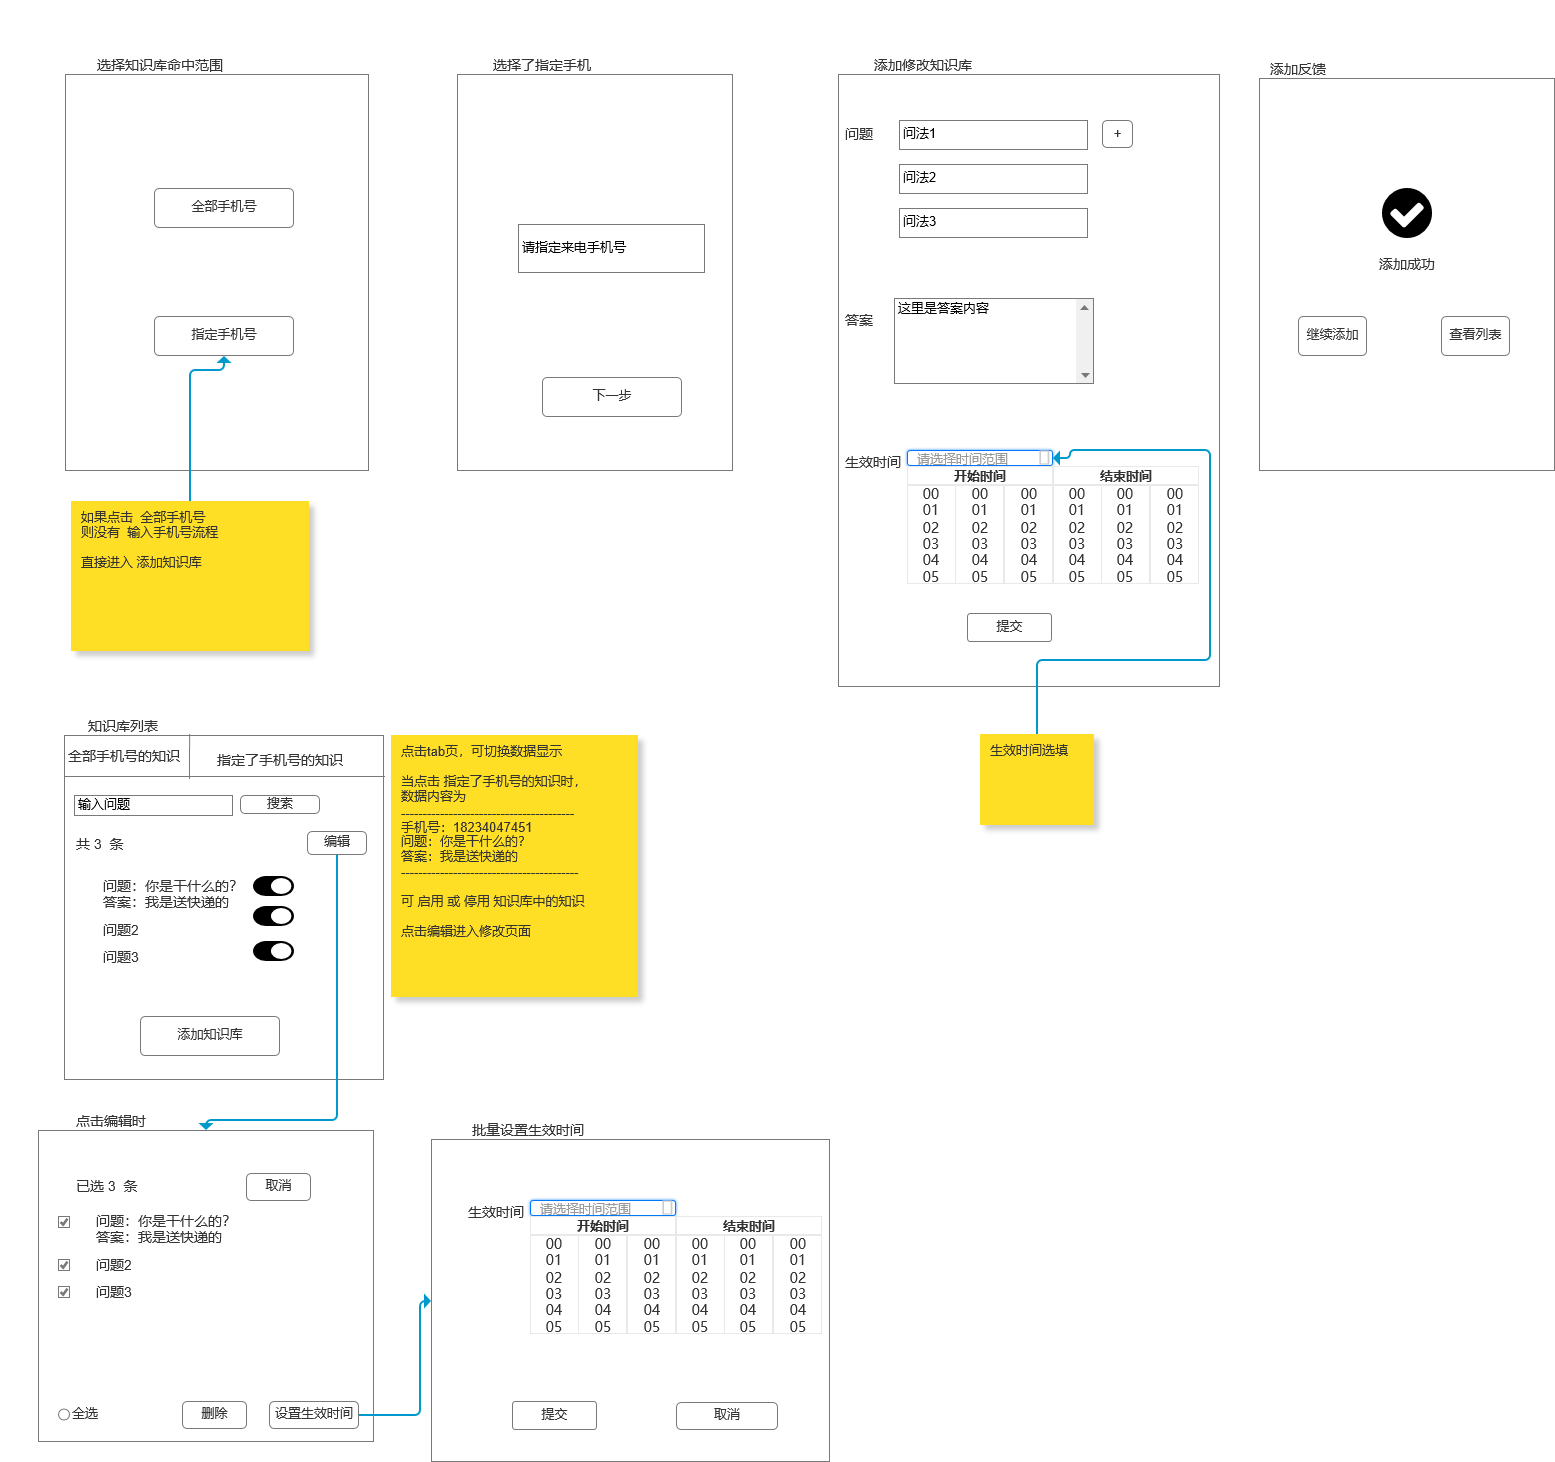 选择知识库命中范围
全部手机号
指定手机号
如果点击  全部手机号
则没有  输入手机号流程
直接进入 添加知识库
选择了指定手机
请指定来电手机号
下一步
添加修改知识库
问题
问法1
+
问法2
问法3
答案
这里是答案内容
生效时间
请选择时间范围
开始时间 结束时间
00 00 00 00 00 00
01 01 01 01 01 01
02 02 02 02 02 02
03 03 03 03 03 03
04 04 04 04 04 04
05 05 05 05 05 05
提交
生效时间选填
添加反馈
添加成功
继续添加
查看列表
知识库列表
全部手机号的知识
指定了手机号的知识
输入问题
搜索
共 3  条
编辑
问题：你是干什么的?
答案：我是送快递的
问题2
问题3
添加知识库
点击tab页，可切换数据显示
当点击 指定了手机号的知识时，
数据内容为
----------------------------------------
手机号：18234047451
问题：你是干什么的?
答案：我是送快递的
-----------------------------------------
可 启用 或 停用 知识库中的知识
点击编辑进入修改页面
点击编辑时
已选 3  条
取消
问题：你是干什么的?
答案：我是送快递的
问题2
问题3
全选
删除
设置生效时间
批量设置生效时间
生效时间
请选择时间范围
开始时间 结束时间
00 00 00 00 00 00
01 01 01 01 01 01
02 02 02 02 02 02
03 03 03 03 03 03
04 04 04 04 04 04
05 05 05 05 05 05
提交
取消